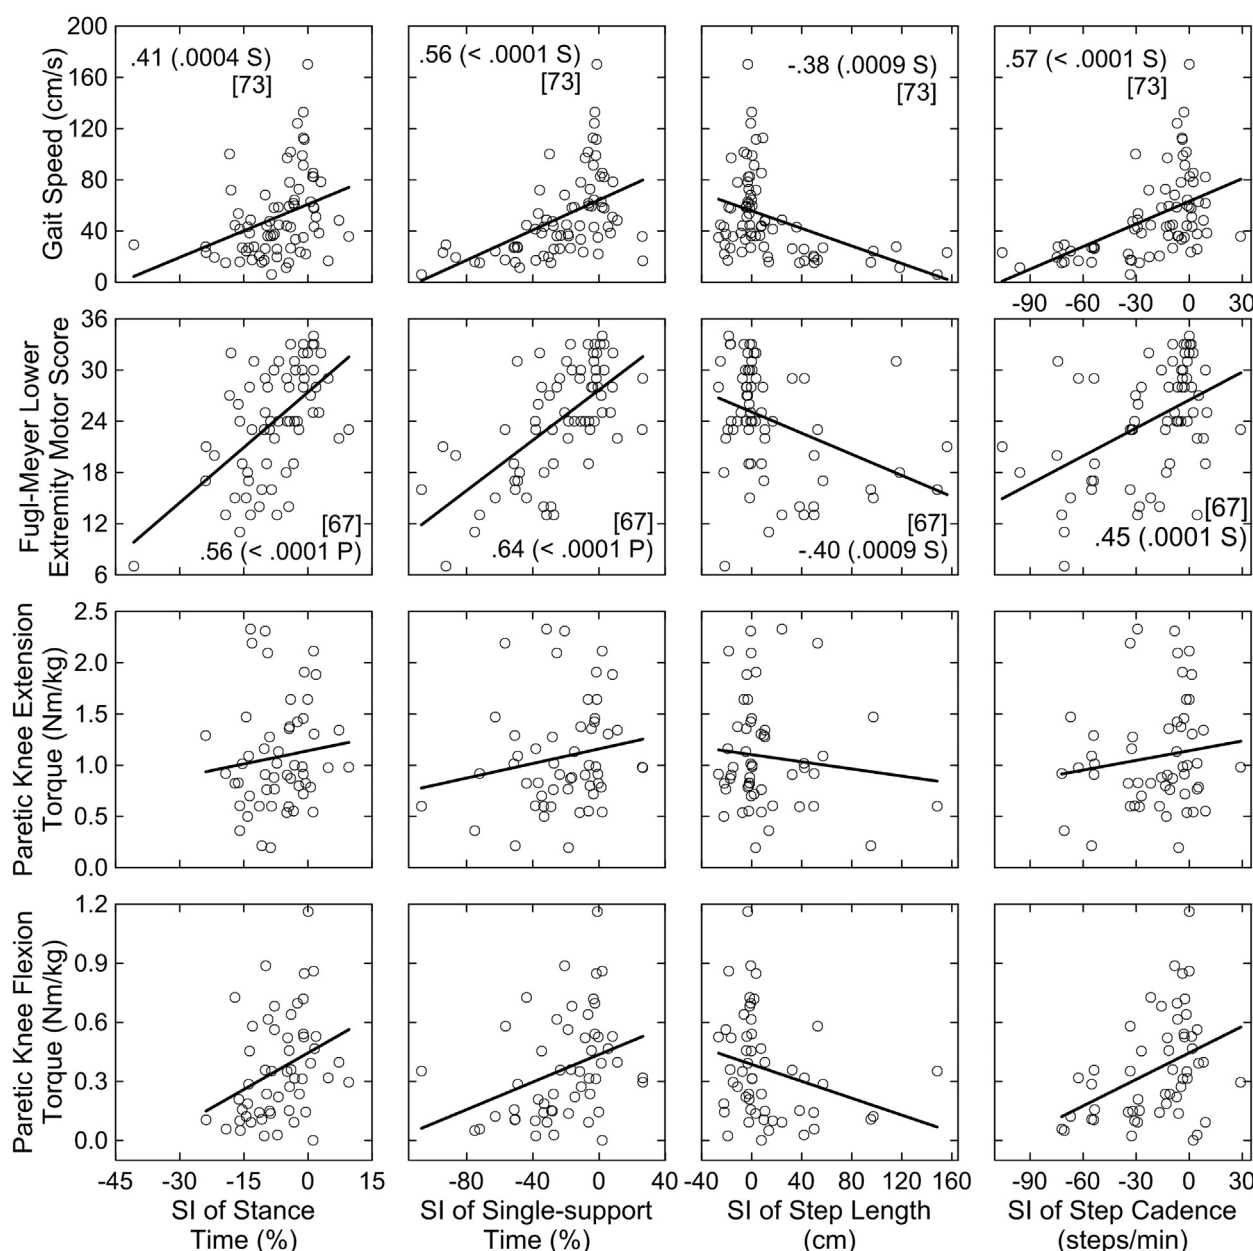 Gait Speed (cm/s)
200
160
120
80
40
0
.41 (.0004 S)
[73]
.56 (< .0001 S)
[73]
-.38 (.0009 S)
[73]
.57 (< .0001 S)
[73]
-90 -60 -30 0 30
Fugl-Meyer Lower
Extremity Motor Score
36
30
24
18
12
6
[67]
.56 (< .0001 P)
[67]
.64 (< .0001 P)
[67]
-.40 (.0009 S)
[67]
.45 (.0001 S)
Paretic Knee Extension
Torque (Nm/kg)
2.5
2.0
1.5
1.0
0.5
0.0
Paretic Knee Flexion
Torque (Nm/kg)
1.2
0.9
0.6
0.3
0.0
-45 -30 -15 0 15
SI of Stance
Time (%)
-80 -40 0 40
SI of Single-support
Time (%)
-40 0 40 80 120 160
SI of Step Length
(cm)
-90 -60 -30 0 30
SI of Step Cadence
(steps/min)